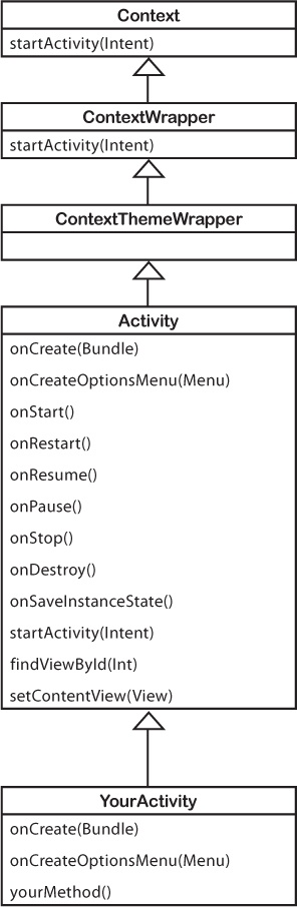 Context
startActivity(Intent)
ContextWrapper
startActivity(Intent)
ContextThemeWrapper
Activity
onCreate(Bundle)
onCreateOptionsMenu(Menu)
onStart()
onRestart()
onResume()
onPause()
onStop()
onDestroy()
onSaveInstanceState()
startActivity(Intent)
findViewById(Int)
setContentView(View)
YourActivity
onCreate(Bundle)
onCreateOptionsMenu(Menu)
yourMethod()